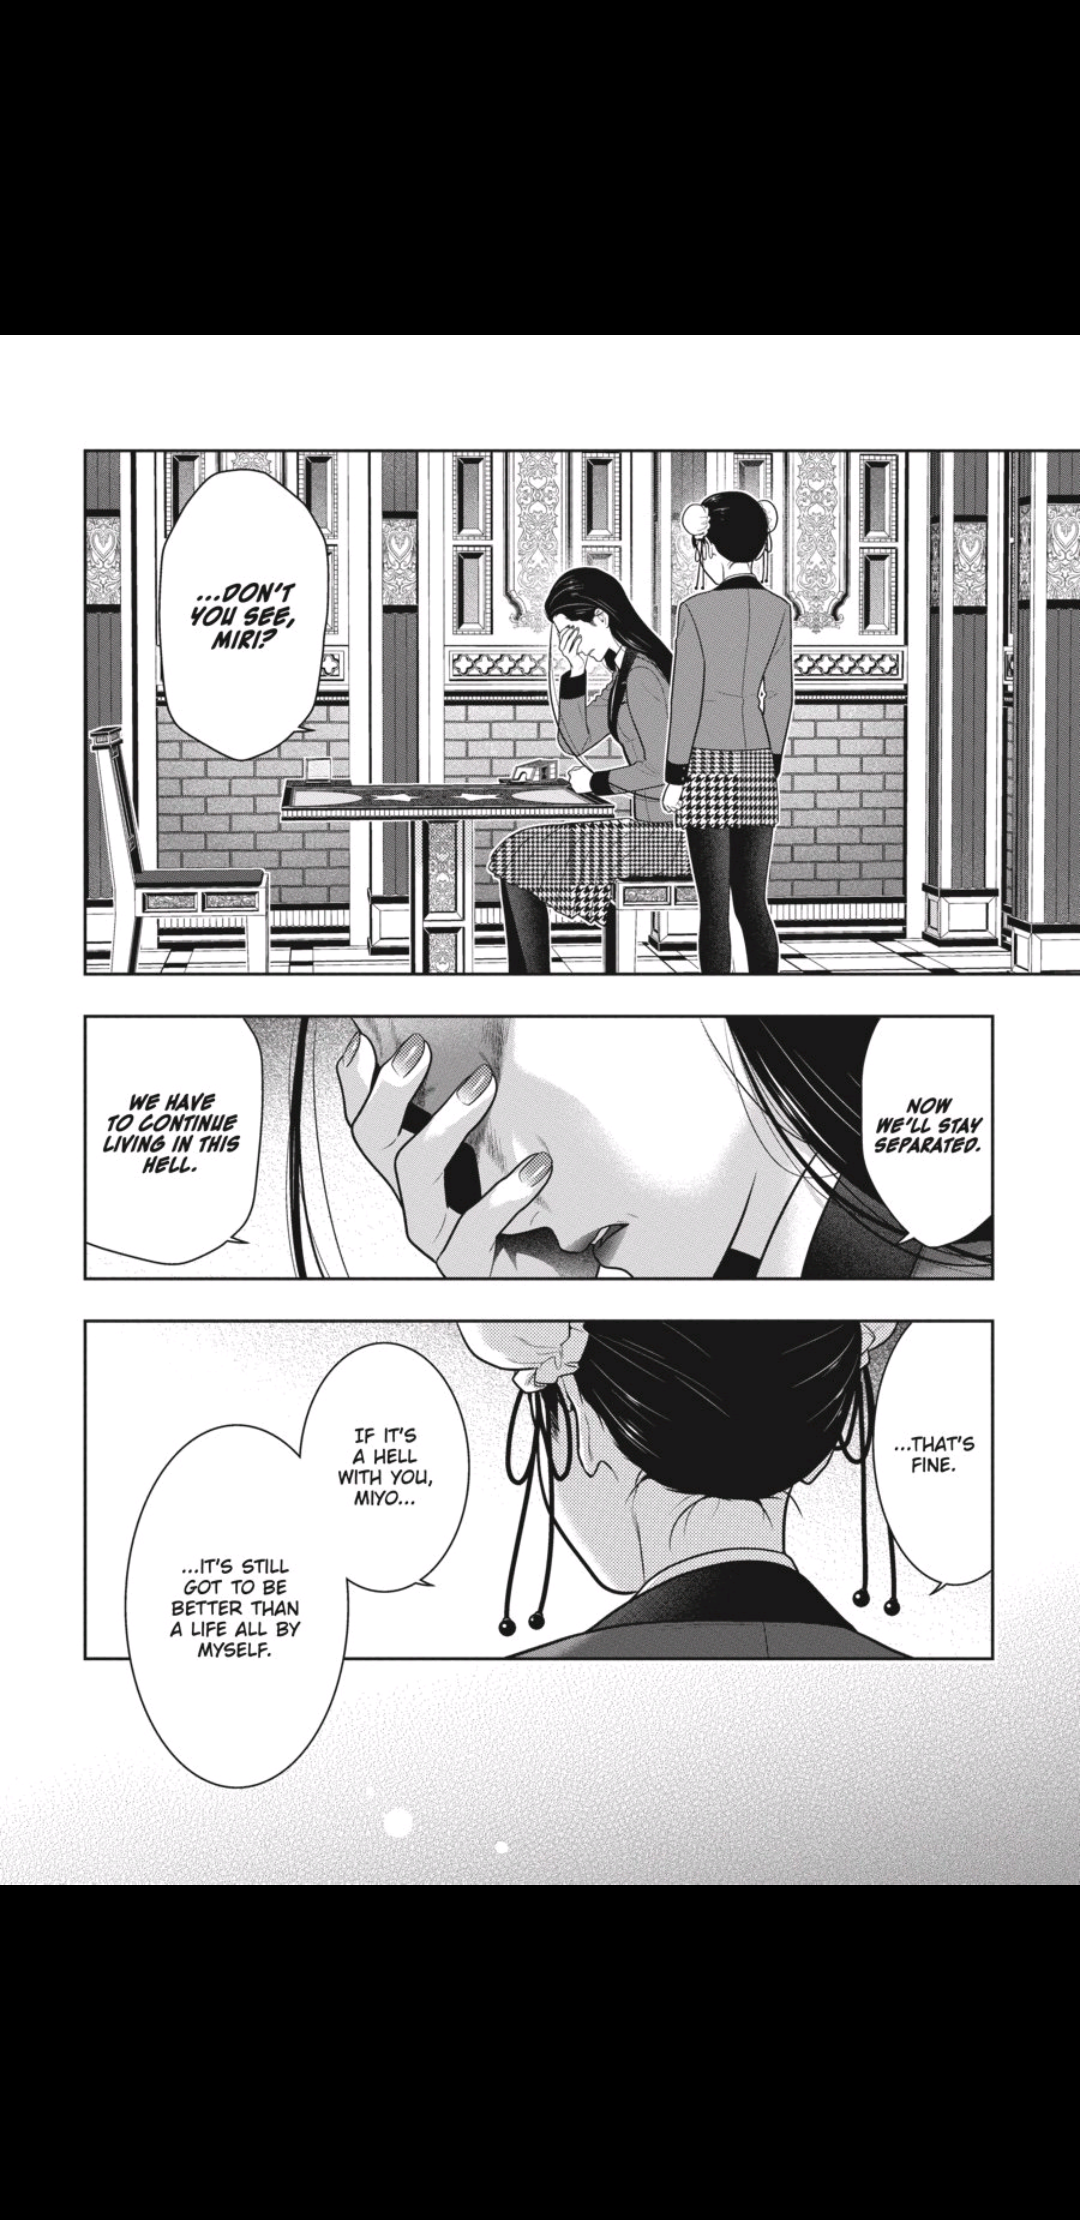 ...DON'T
YOU SEE,
MIRI?
NOW
WE'LL STAY
SEPARATED.
WE HAVE
TO CONTINUE
LIVING IN THIS
HELL.
...THAT'S
FINE.
IF IT'S
A HELL
WITH YOU,
MIYO...
...IT'S STILL
GOT TO BE
BETTER THAN
A LIFE ALL BY
MYSELF.